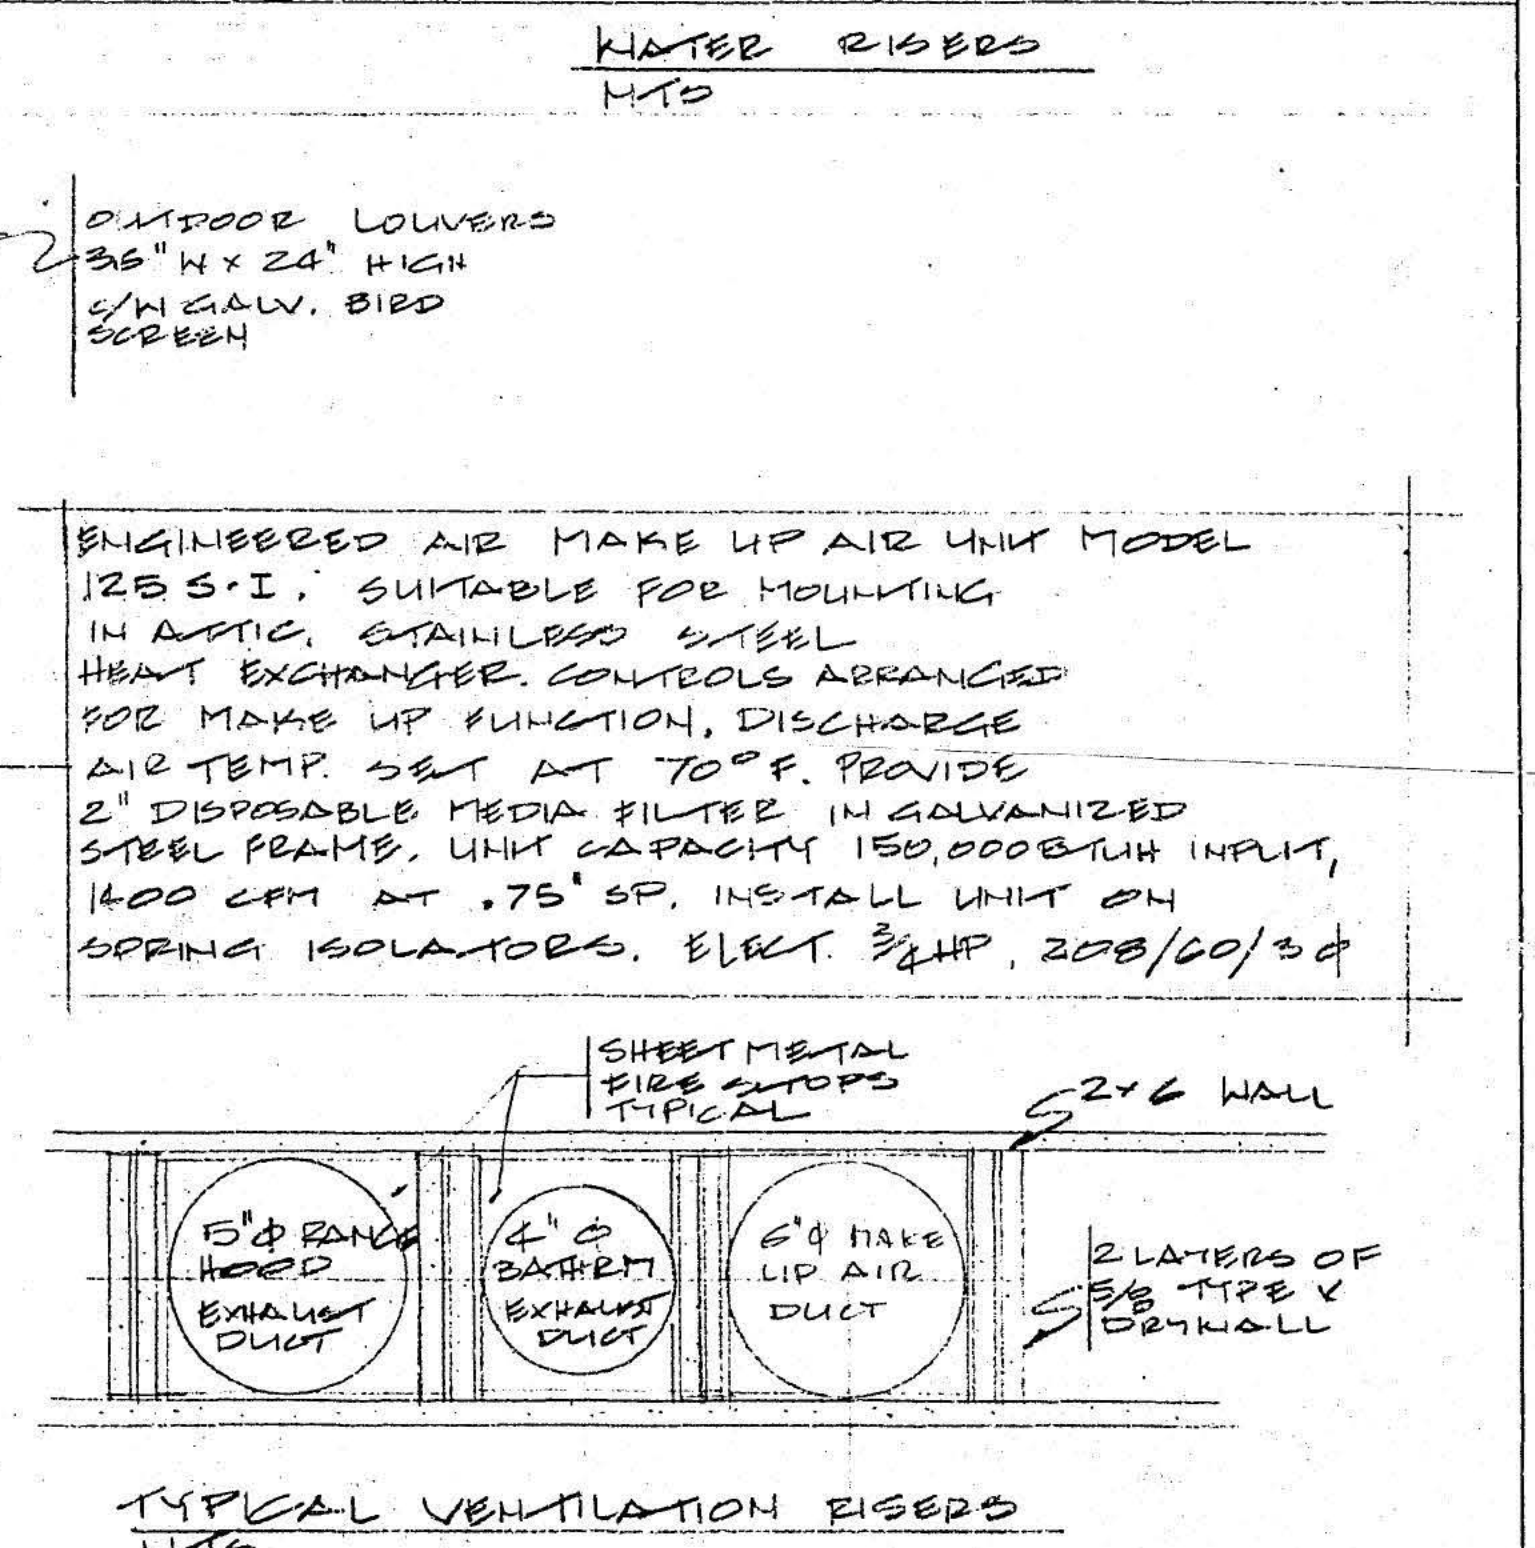 WATER RISERS
NTS
OUTDOOR LOUVERS
36" W x 24" HIGH
C/W GALV. BIRD
SCREEN
ENGINEERED AIR MAKE UP AIR UNIT MODEL
125 S.I. SUITABLE FOR MOUNTING
IN ATTIC. STAINLESS STEEL
HEAT EXCHANGER. CONTROLS ARRANGED
FOR MAKE UP FUNCTION. DISCHARGE
AIR TEMP. SET AT 70°F. PROVIDE
2" DISPOSABLE MEDIA FILTER IN GALVANIZED
STEEL FRAME. UNIT CAPACITY 150,000 BTUH INPUT,
1400 CFM AT .75" SP. INSTALL UNIT ON
SPRING ISOLATORS. ELECT. 3/4 HP, 208/60/3 ϕ
SHEET METAL
FIRE STOPS
TYPICAL
2x6 WALL
5"ϕ RANGE
HOOD
EXHAUST
DUCT
4" ϕ
BATHRM
EXHAUST
DUCT
6"ϕ MAKE
UP AIR
DUCT
2 LAYERS OF
5/8 TYPE X
DRYWALL
TYPICAL VENTILATION RISERS
NTS